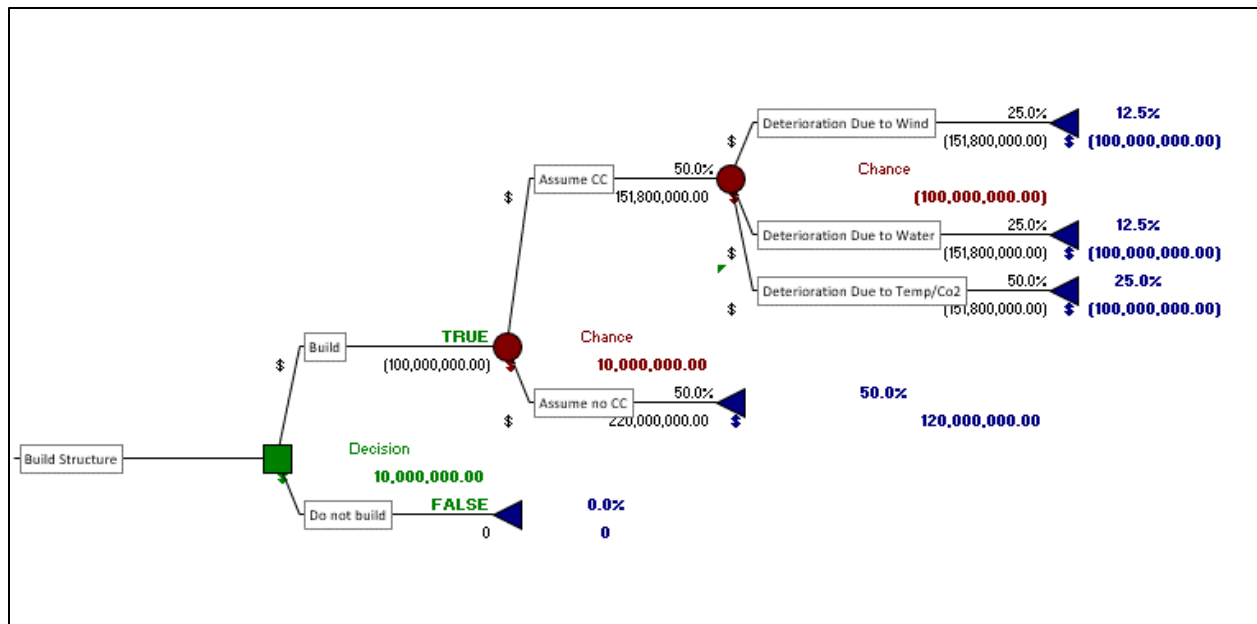 25.0% 12.5%
Deterioration Due to Wind
$ (151,800,000.00) $ (100,000,000.00)
50.0% Chance
Assume CC
$ 151,800,000.00 $ (100,000,000.00)
25.0% 12.5%
Deterioration Due to Water
$ (151,800,000.00) $ (100,000,000.00)
50.0% 25.0%
Deterioration Due to Temp/Co2
$ (151,800,000.00) $ (100,000,000.00)
TRUE Chance
Build
$ (100,000,000.00) $ 10,000,000.00
50.0% 50.0%
Assume no CC
$ 220,000,000.00 $ 120,000,000.00
Decision
Build Structure
$ 10,000,000.00
FALSE 0.0%
Do not build
0 0